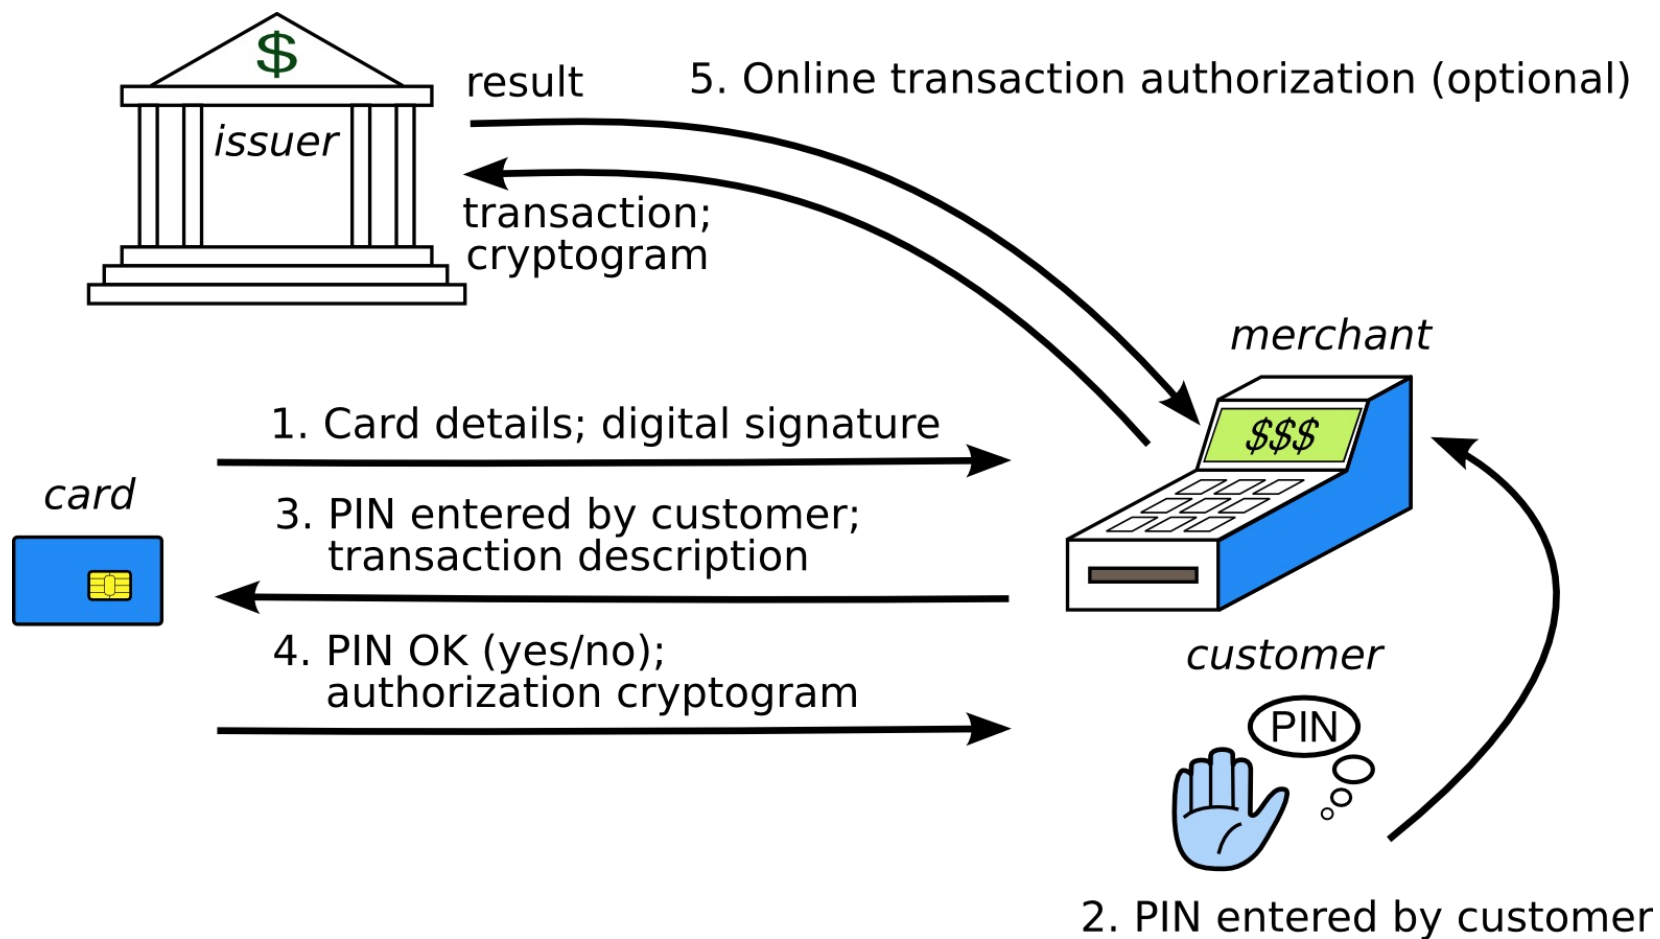 $
issuer
result
5. Online transaction authorization (optional)
transaction;
cryptogram
merchant
$$$
1. Card details; digital signature
card
3. PIN entered by customer;
transaction description
4. PIN OK (yes/no);
authorization cryptogram
customer
PIN
2. PIN entered by customer